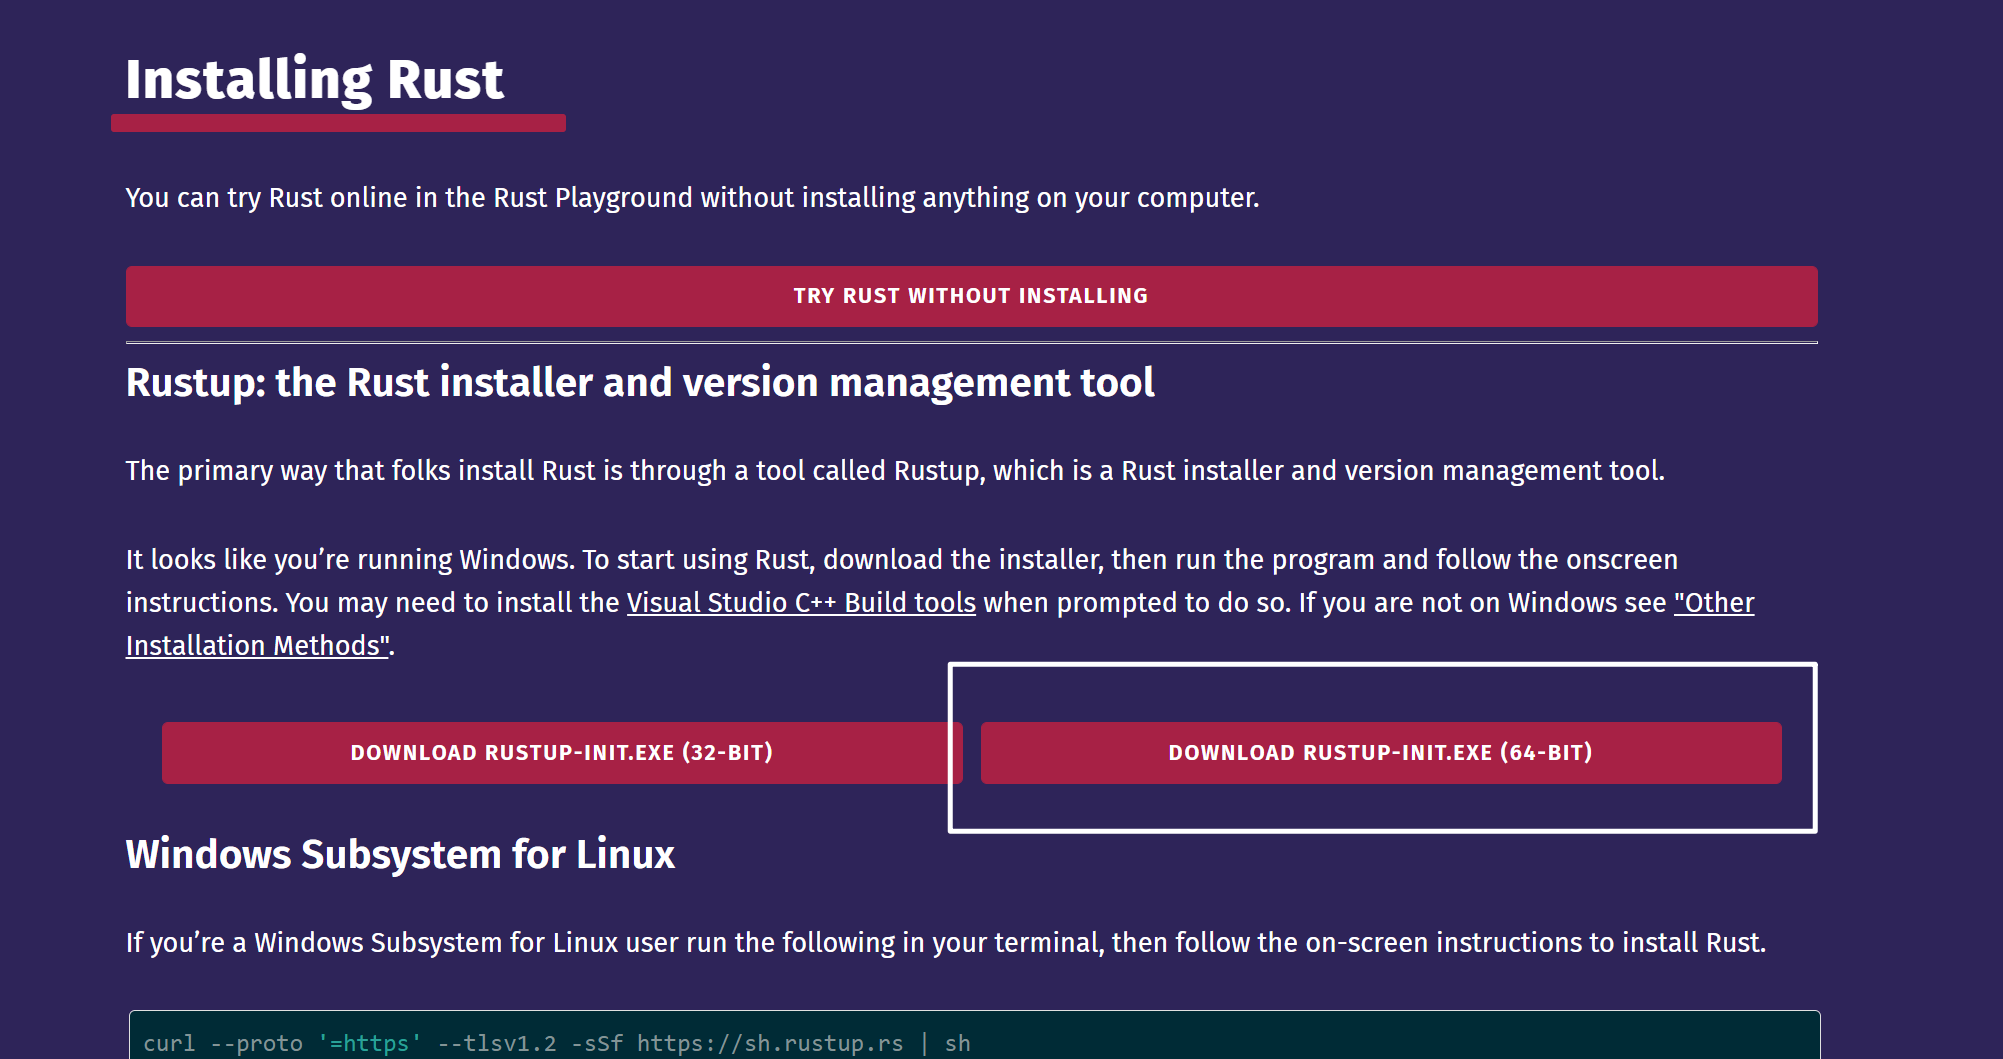 Installing Rust
You can try Rust online in the Rust Playground without installing anything on your computer.
TRY RUST WITHOUT INSTALLING
Rustup: the Rust installer and version management tool
The primary way that folks install Rust is through a tool called Rustup, which is a Rust installer and version management tool.
It looks like you’re running Windows. To start using Rust, download the installer, then run the program and follow the onscreen
instructions. You may need to install the Visual Studio C++ Build tools when prompted to do so. If you are not on Windows see "Other
Installation Methods".
DOWNLOAD RUSTUP-INIT.EXE (32-BIT)
DOWNLOAD RUSTUP-INIT.EXE (64-BIT)
Windows Subsystem for Linux
If you’re a Windows Subsystem for Linux user run the following in your terminal, then follow the on-screen instructions to install Rust.
curl --proto '=https' --tlsv1.2 -sSf https://sh.rustup.rs | sh